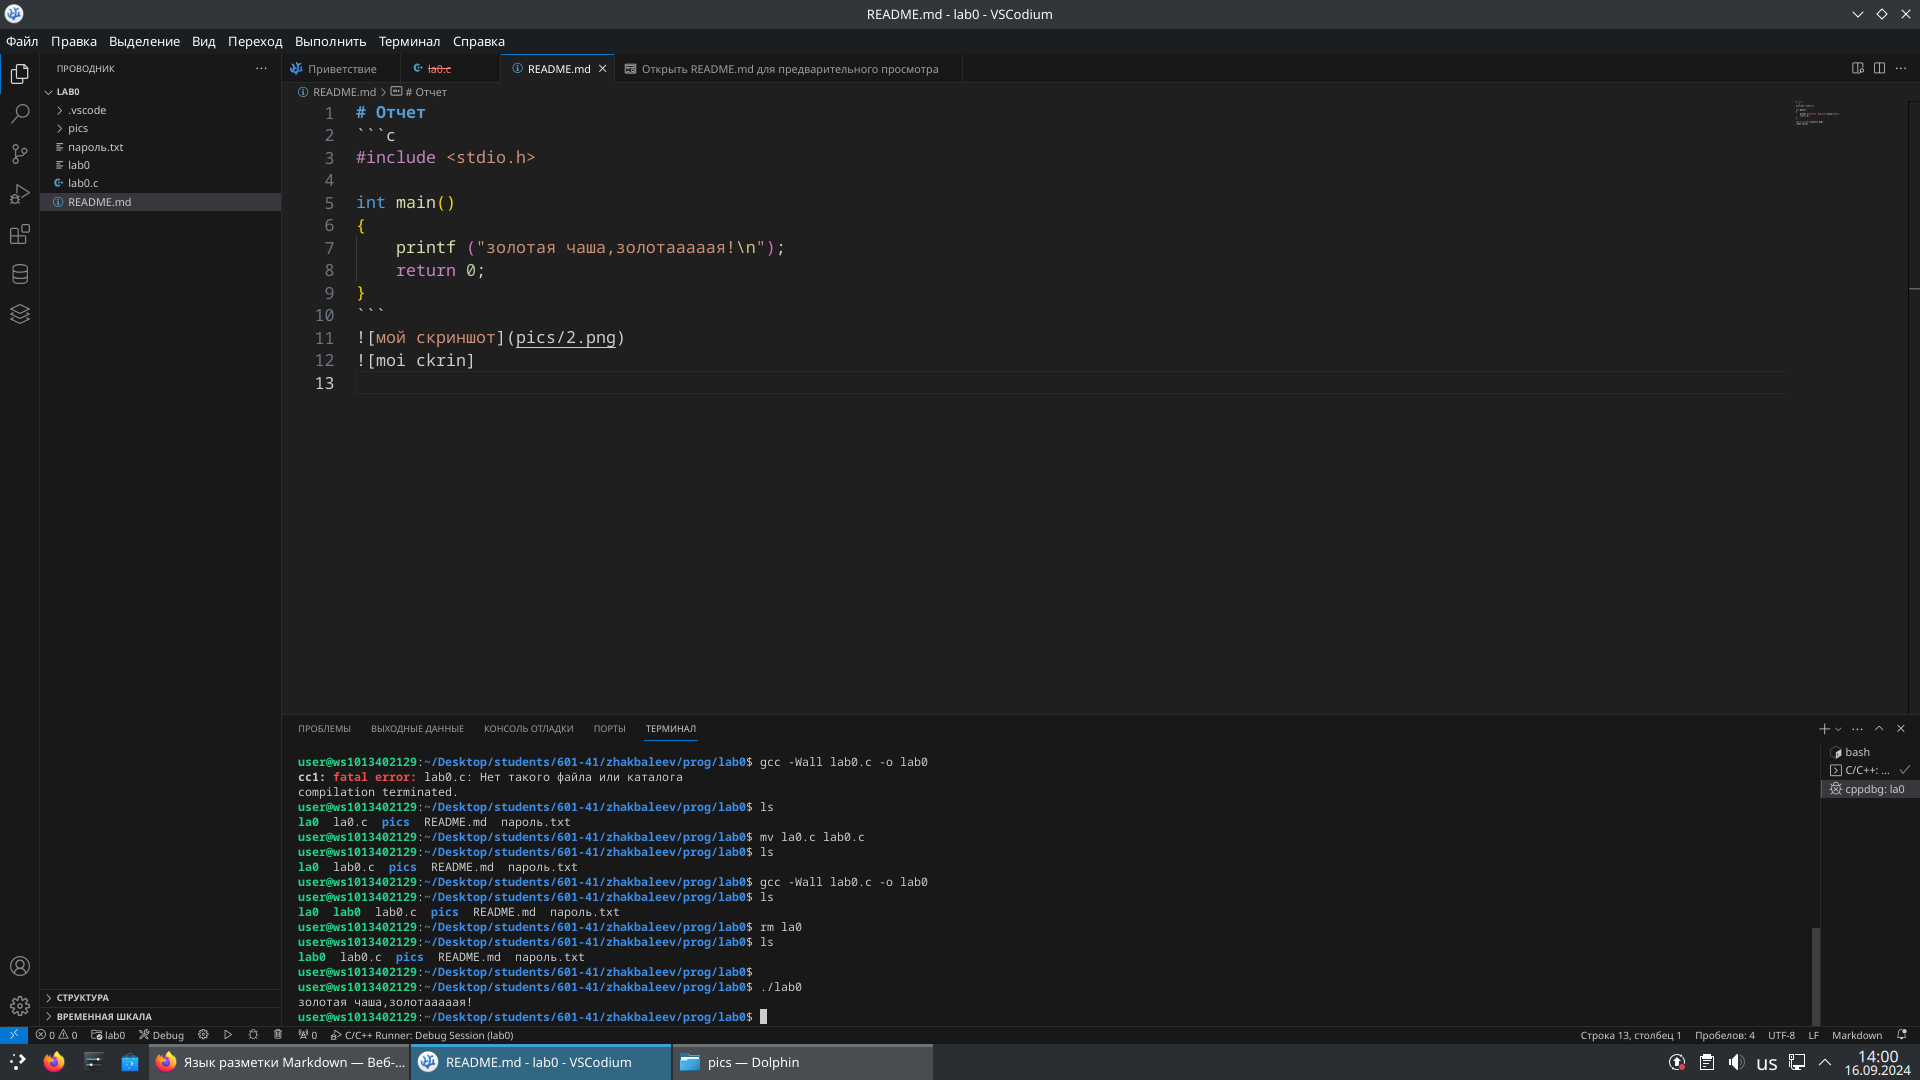 README.md - lab0 - VSCodium
Файл Правка Выделение Вид Переход Выполнить Терминал Справка
ПРОВОДНИК
Приветствие
la0.c
README.md
Открыть README.md для предварительного просмотра
LAB0
.vscode
pics
пароль.txt
lab0
lab0.c
README.md
README.md > # Отчет
1 # Отчет
2 ```c
3 #include <stdio.h>
4
5 int main()
6 {
7 printf ("золотая чаша,золотааааая!\n");
8 return 0;
9 }
10 ```
11 ![мой скриншот](pics/2.png)
12 ![moi ckrin]
13
ПРОБЛЕМЫ ВЫХОДНЫЕ ДАННЫЕ КОНСОЛЬ ОТЛАДКИ ПОРТЫ ТЕРМИНАЛ
user@ws1013402129:~/Desktop/students/601-41/zhakbaleev/prog/lab0$ gcc -Wall lab0.c -o lab0
cc1: fatal error: lab0.c: Нет такого файла или каталога
compilation terminated.
user@ws1013402129:~/Desktop/students/601-41/zhakbaleev/prog/lab0$ ls
la0 la0.c pics README.md пароль.txt
user@ws1013402129:~/Desktop/students/601-41/zhakbaleev/prog/lab0$ mv la0.c lab0.c
user@ws1013402129:~/Desktop/students/601-41/zhakbaleev/prog/lab0$ ls
la0 lab0.c pics README.md пароль.txt
user@ws1013402129:~/Desktop/students/601-41/zhakbaleev/prog/lab0$ gcc -Wall lab0.c -o lab0
user@ws1013402129:~/Desktop/students/601-41/zhakbaleev/prog/lab0$ ls
la0 lab0 lab0.c pics README.md пароль.txt
user@ws1013402129:~/Desktop/students/601-41/zhakbaleev/prog/lab0$ rm la0
user@ws1013402129:~/Desktop/students/601-41/zhakbaleev/prog/lab0$ ls
lab0 lab0.c pics README.md пароль.txt
user@ws1013402129:~/Desktop/students/601-41/zhakbaleev/prog/lab0$
user@ws1013402129:~/Desktop/students/601-41/zhakbaleev/prog/lab0$ ./lab0
золотая чаша,золотааааая!
user@ws1013402129:~/Desktop/students/601-41/zhakbaleev/prog/lab0$
bash
C/C++: ...
cppdbg: la0
СТРУКТУРА
ВРЕМЕННАЯ ШКАЛА
0 0 lab0 Debug 0 C/C++ Runner: Debug Session (lab0)
Строка 13, столбец 1 Пробелов: 4 UTF-8 LF Markdown
Язык разметки Markdown — Веб-...
README.md - lab0 - VSCodium
pics — Dolphin
us
14:00
16.09.2024